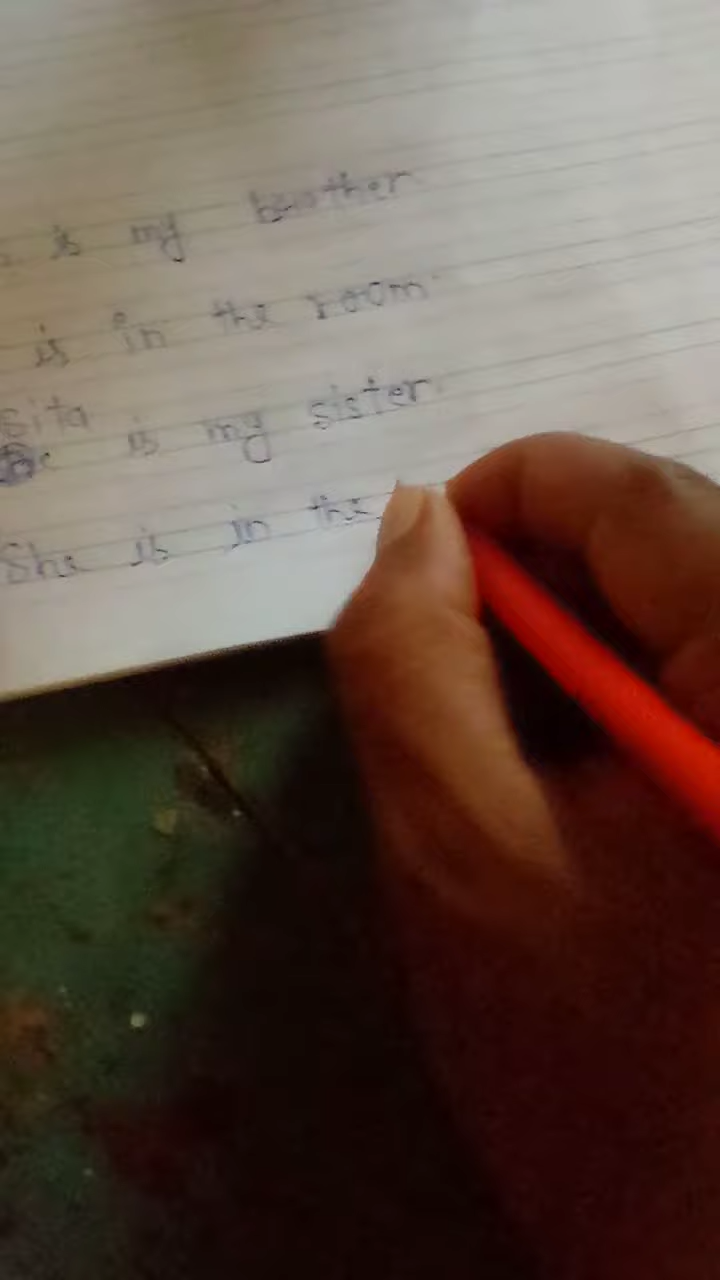 is my brother
is in the room.
Sita
is my sister.
She is in the